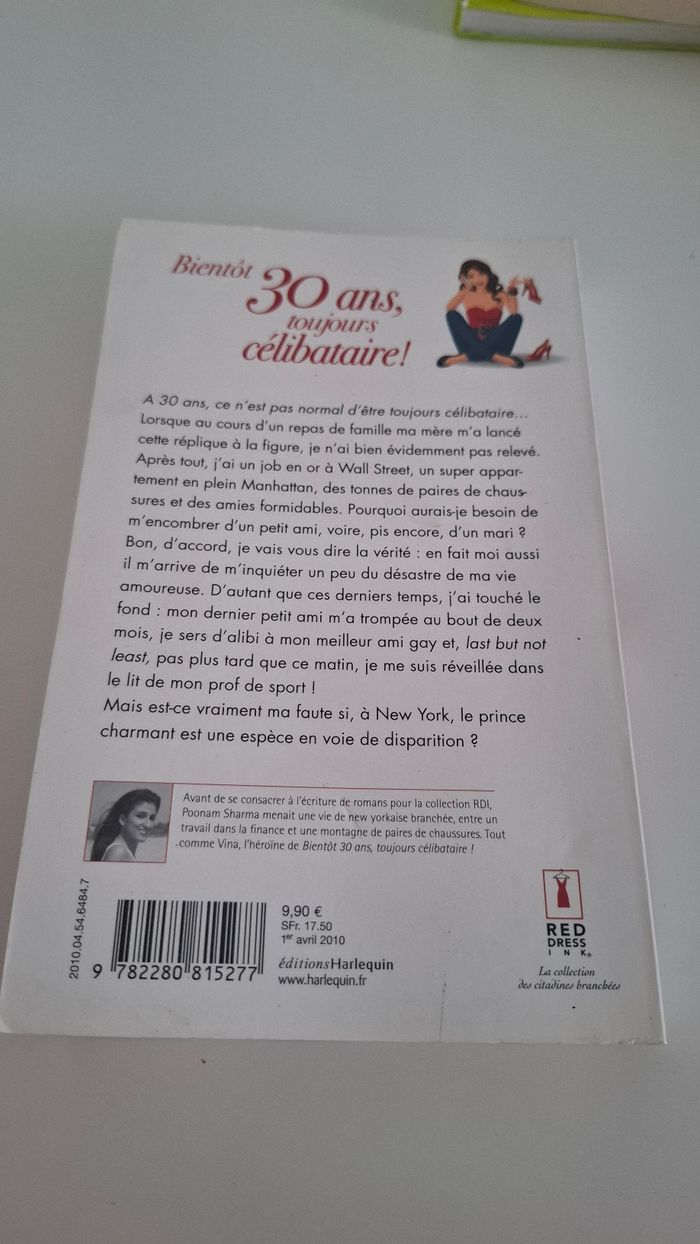 Bientôt
30 ans,
toujours
célibataire!
A 30 ans, ce n'est pas normal d'être toujours célibataire...
Lorsque au cours d'un repas de famille ma mère m'a lancé
cette réplique à la figure, je n'ai bien évidemment pas relevé.
Après tout, j'ai un job en or à Wall Street, un super appar-
tement en plein Manhattan, des tonnes de paires de chaus-
sures et des amies formidables. Pourquoi aurais-je besoin de
m'encombrer d'un petit ami, voire, pis encore, d'un mari ?
Bon, d'accord, je vais vous dire la vérité : en fait moi aussi
il m'arrive de m'inquiéter un peu du désastre de ma vie
amoureuse. D'autant que ces derniers temps, j'ai touché le
fond : mon dernier petit ami m'a trompée au bout de deux
mois, je sers d'alibi à mon meilleur ami gay et, last but not
least, pas plus tard que ce matin, je me suis réveillée dans
le lit de mon prof de sport !
Mais est-ce vraiment ma faute si, à New York, le prince
charmant est une espèce en voie de disparition ?
Avant de se consacrer à l'écriture de romans pour la collection RDI,
Poonam Sharma menait une vie de new yorkaise branchée, entre un
travail dans la finance et une montagne de paires de chaussures. Tout
comme Vina, l'héroïne de Bientôt 30 ans, toujours célibataire !
2010.04.54.6484.7
9 782280 815277
9,90 €
SFr. 17.50
1er avril 2010
éditionsHarlequin
www.harlequin.fr
RED
DRESS
INK®
La collection
des citadines branchées